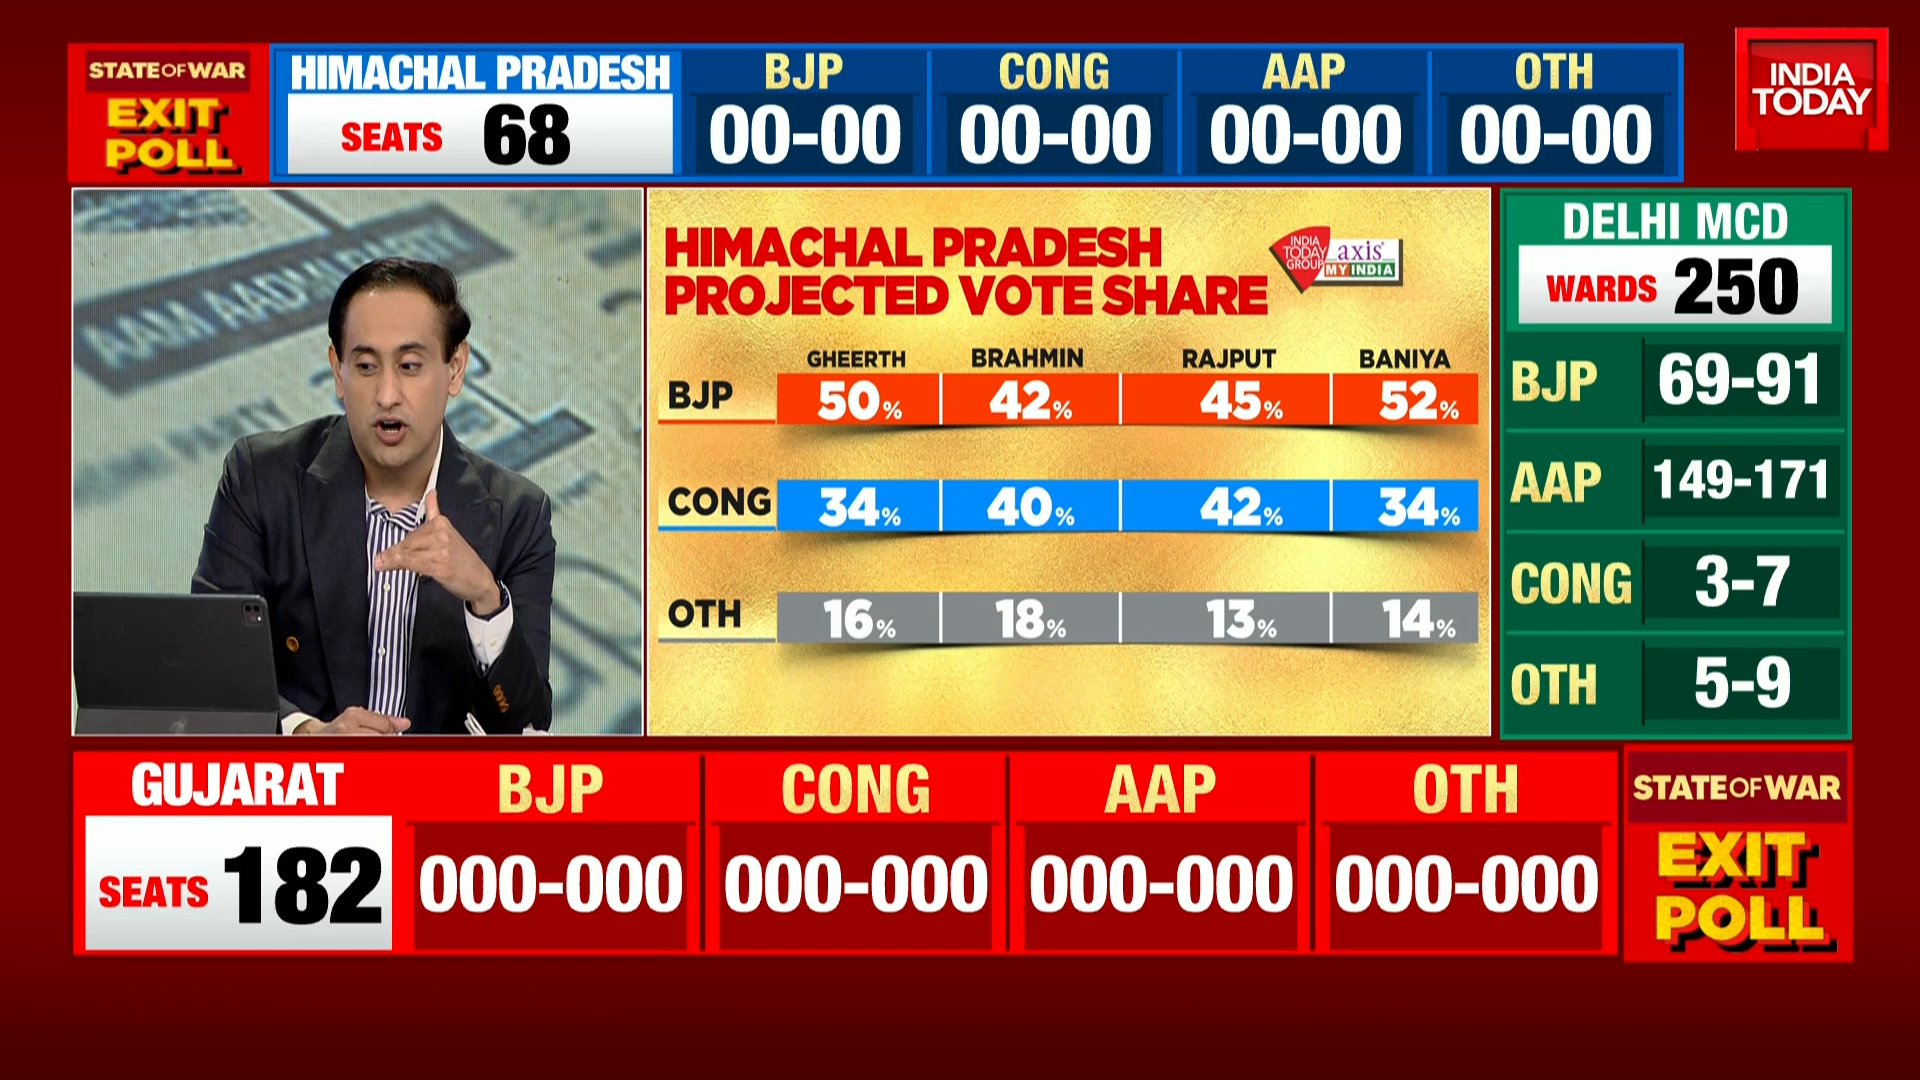 STATE OF WAR
EXIT
POLL
HIMACHAL PRADESH
SEATS 68
BJP CONG AAP OTH
00-00 00-00 00-00 00-00
INDIA
TODAY
AAM AADMI PARTY
HIMACHAL PRADESH
PROJECTED VOTE SHARE
INDIA
TODAY
GROUP
axis
MY INDIA
GHEERTH BRAHMIN RAJPUT BANIYA
BJP 50% 42% 45% 52%
CONG 34% 40% 42% 34%
OTH 16% 18% 13% 14%
DELHI MCD
WARDS 250
BJP 69-91
AAP 149-171
CONG 3-7
OTH 5-9
GUJARAT
SEATS 182
BJP CONG AAP OTH
000-000 000-000 000-000 000-000
STATE OF WAR
EXIT
POLL